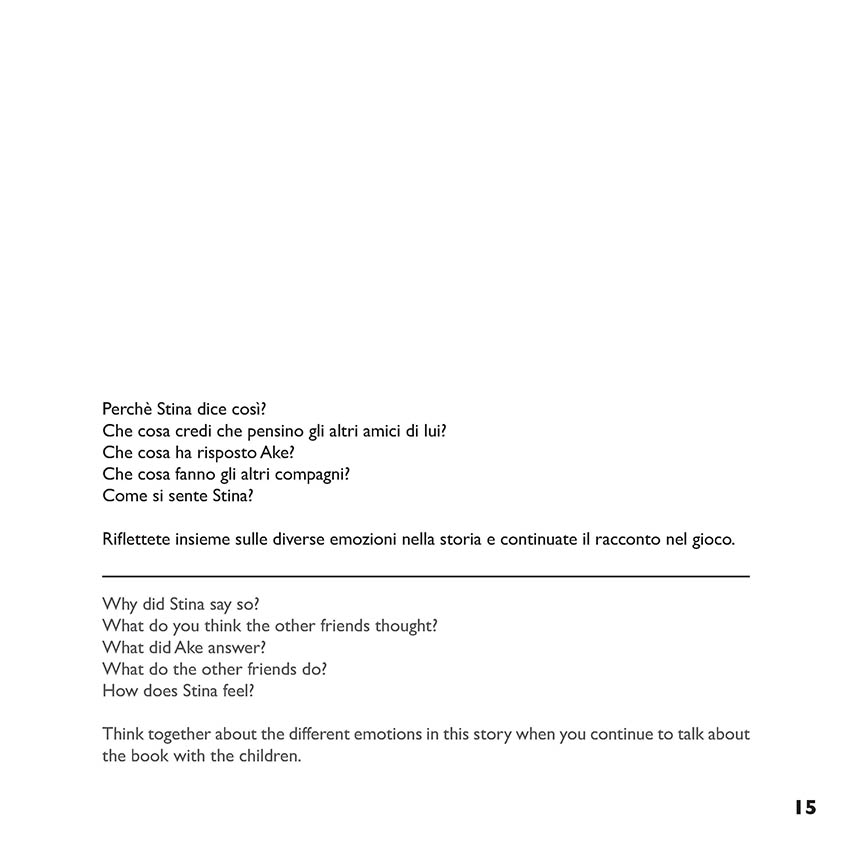 Perchè Stina dice così?
Che cosa credi che pensino gli altri amici di lui?
Che cosa ha risposto Ake?
Che cosa fanno gli altri compagni?
Come si sente Stina?
Riflettete insieme sulle diverse emozioni nella storia e continuate il racconto nel gioco.
Why did Stina say so?
What do you think the other friends thought?
What did Ake answer?
What do the other friends do?
How does Stina feel?
Think together about the different emotions in this story when you continue to talk about
the book with the children.
15